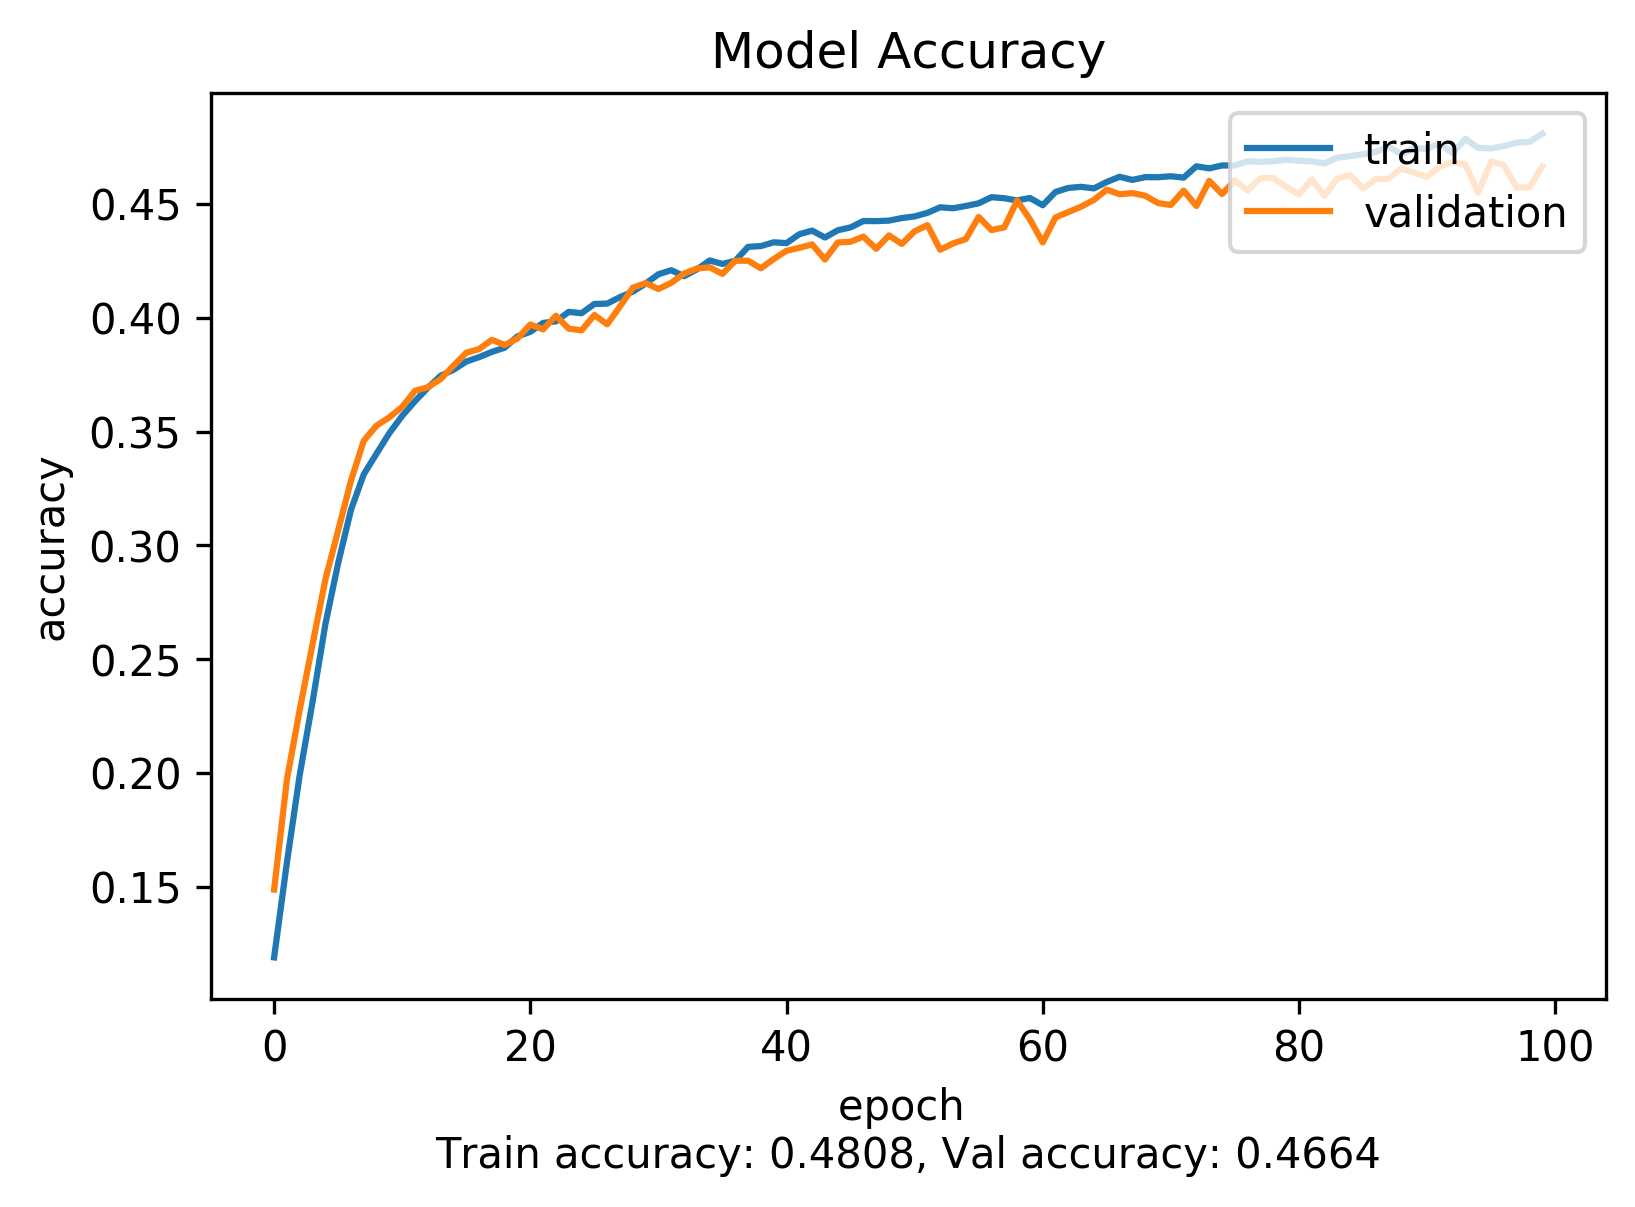 Model Accuracy
train
validation
0.45
0.40
0.35
0.30
0.25
0.20
0.15
accuracy
0 20 40 60 80 100
epoch
Train accuracy: 0.4808, Val accuracy: 0.4664